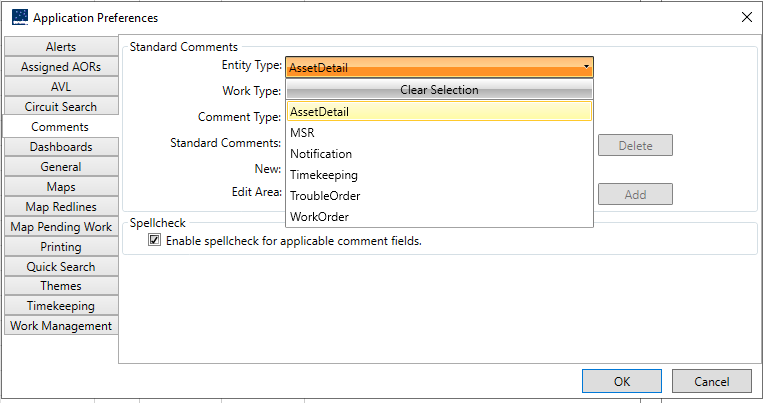 Application Preferences
Alerts
Assigned AORs
AVL
Circuit Search
Comments
Dashboards
General
Maps
Map Redlines
Map Pending Work
Printing
Quick Search
Themes
Timekeeping
Work Management
Standard Comments
Entity Type: AssetDetail
Work Type: Clear Selection
Comment Type: AssetDetail
MSR
Standard Comments: Delete
Notification
New: Timekeeping
Edit Area: TroubleOrder Add
WorkOrder
Spellcheck
Enable spellcheck for applicable comment fields.
OK Cancel